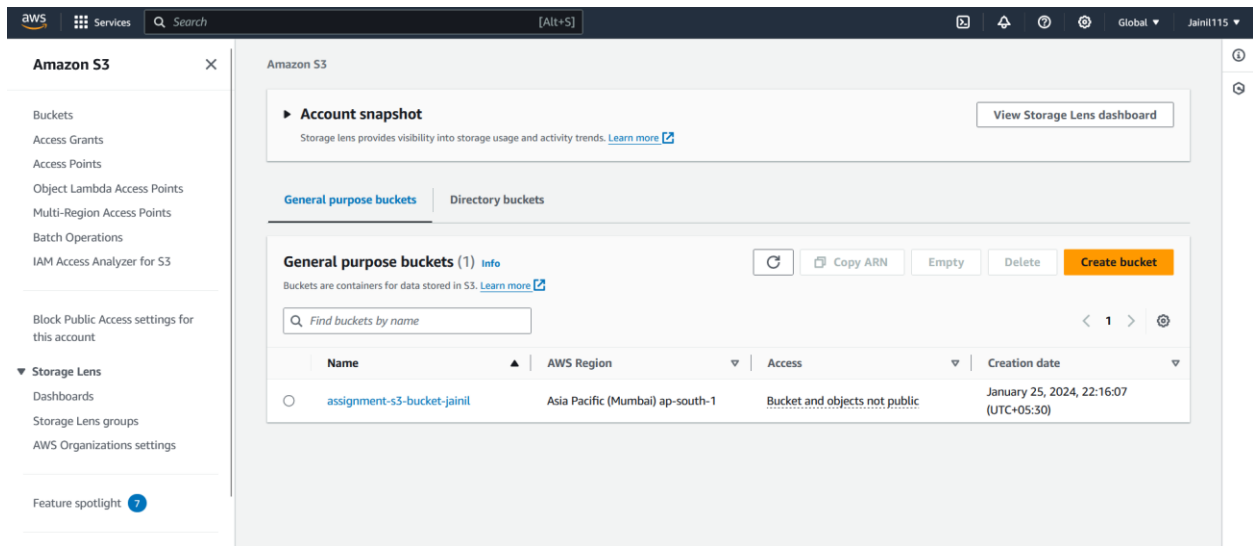 aws
Services
Search
[Alt+S]
Global ▼
Jainil115 ▼
Amazon S3
Buckets
Access Grants
Access Points
Object Lambda Access Points
Multi-Region Access Points
Batch Operations
IAM Access Analyzer for S3
Block Public Access settings for
this account
▼ Storage Lens
Dashboards
Storage Lens groups
AWS Organizations settings
Feature spotlight 7
Amazon S3
► Account snapshot
View Storage Lens dashboard
Storage lens provides visibility into storage usage and activity trends. Learn more
General purpose buckets
Directory buckets
General purpose buckets (1) Info
Copy ARN
Empty
Delete
Create bucket
Buckets are containers for data stored in S3. Learn more
Find buckets by name
< 1 >
Name
AWS Region
Access
Creation date
assignment-s3-bucket-jainil
Asia Pacific (Mumbai) ap-south-1
Bucket and objects not public
January 25, 2024, 22:16:07
(UTC+05:30)